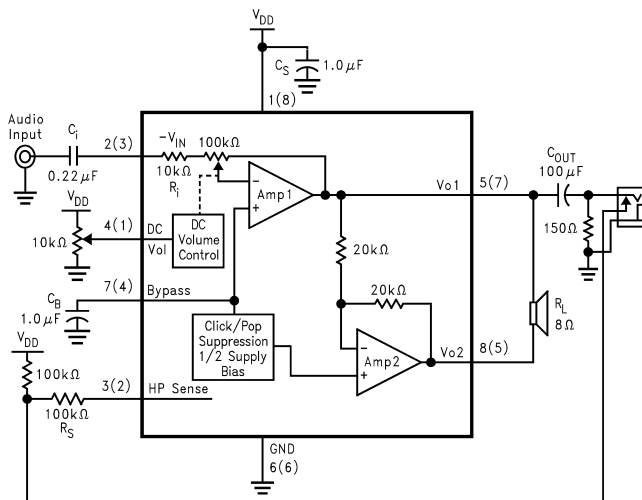 VDD
CS
1.0μF
1(8)
Audio
Input
Ci
0.22μF
2(3)
-VIN
100kΩ
10kΩ
Ri
Amp1
Vo1
5(7)
COUT
100μF
150Ω
VDD
10kΩ
4(1)
DC
Vol
DC
Volume
Control
20kΩ
20kΩ
7(4)
Bypass
CB
1.0μF
Click/Pop
Suppression
1/2 Supply
Bias
Amp2
Vo2
8(5)
RL
8Ω
VDD
100kΩ
100kΩ
RS
3(2)
HP Sense
GND
6(6)